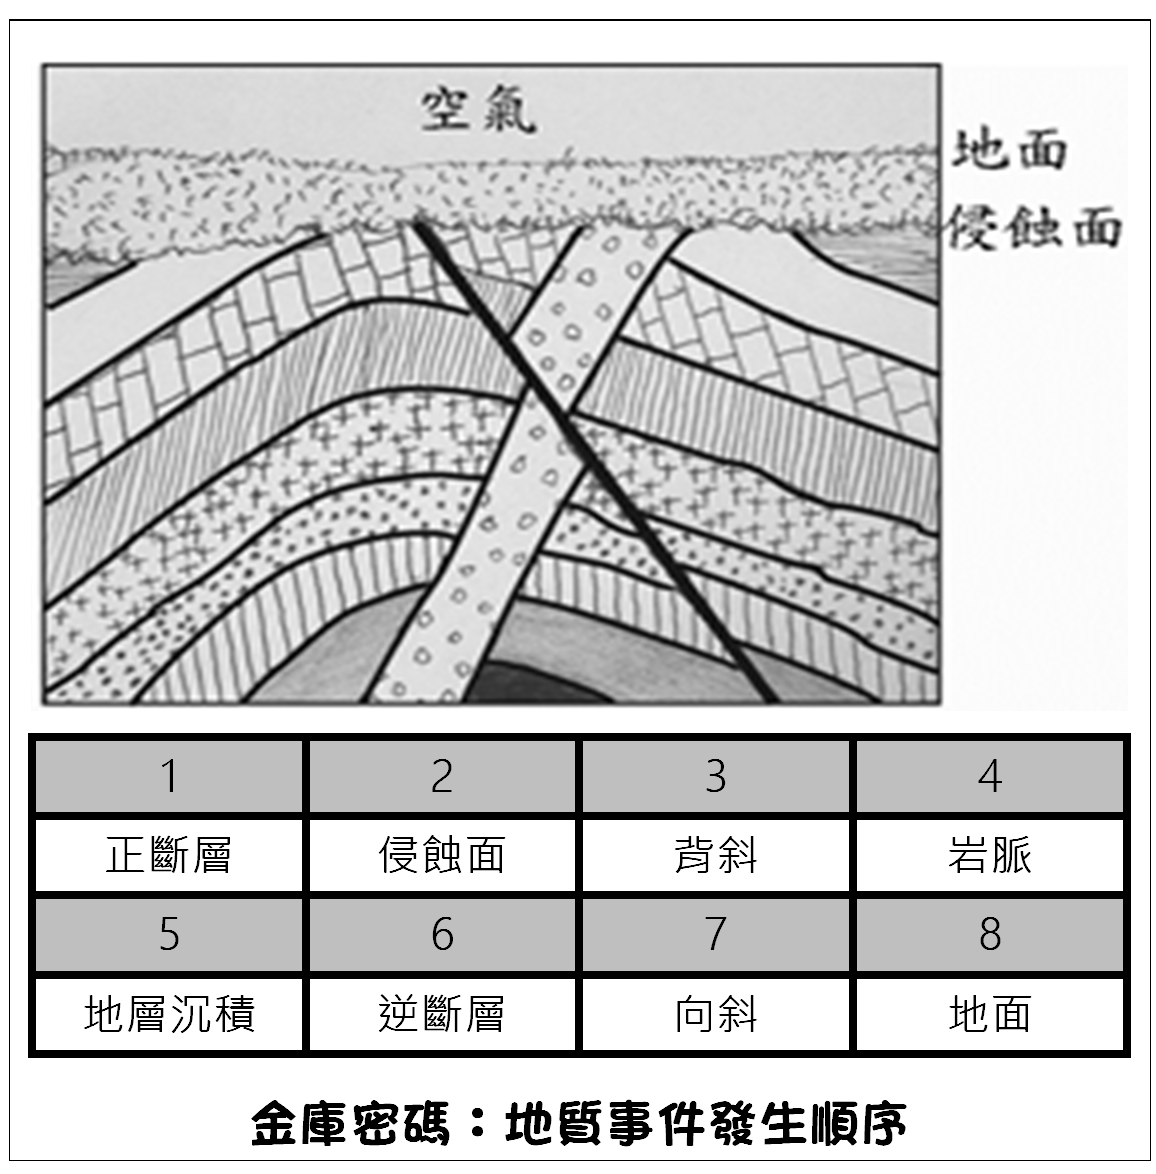 空氣
地面
侵蝕面
1 2 3 4
正斷層 侵蝕面 背斜 岩脈
5 6 7 8
地層沉積 逆斷層 向斜 地面
金庫密碼：地質事件發生順序